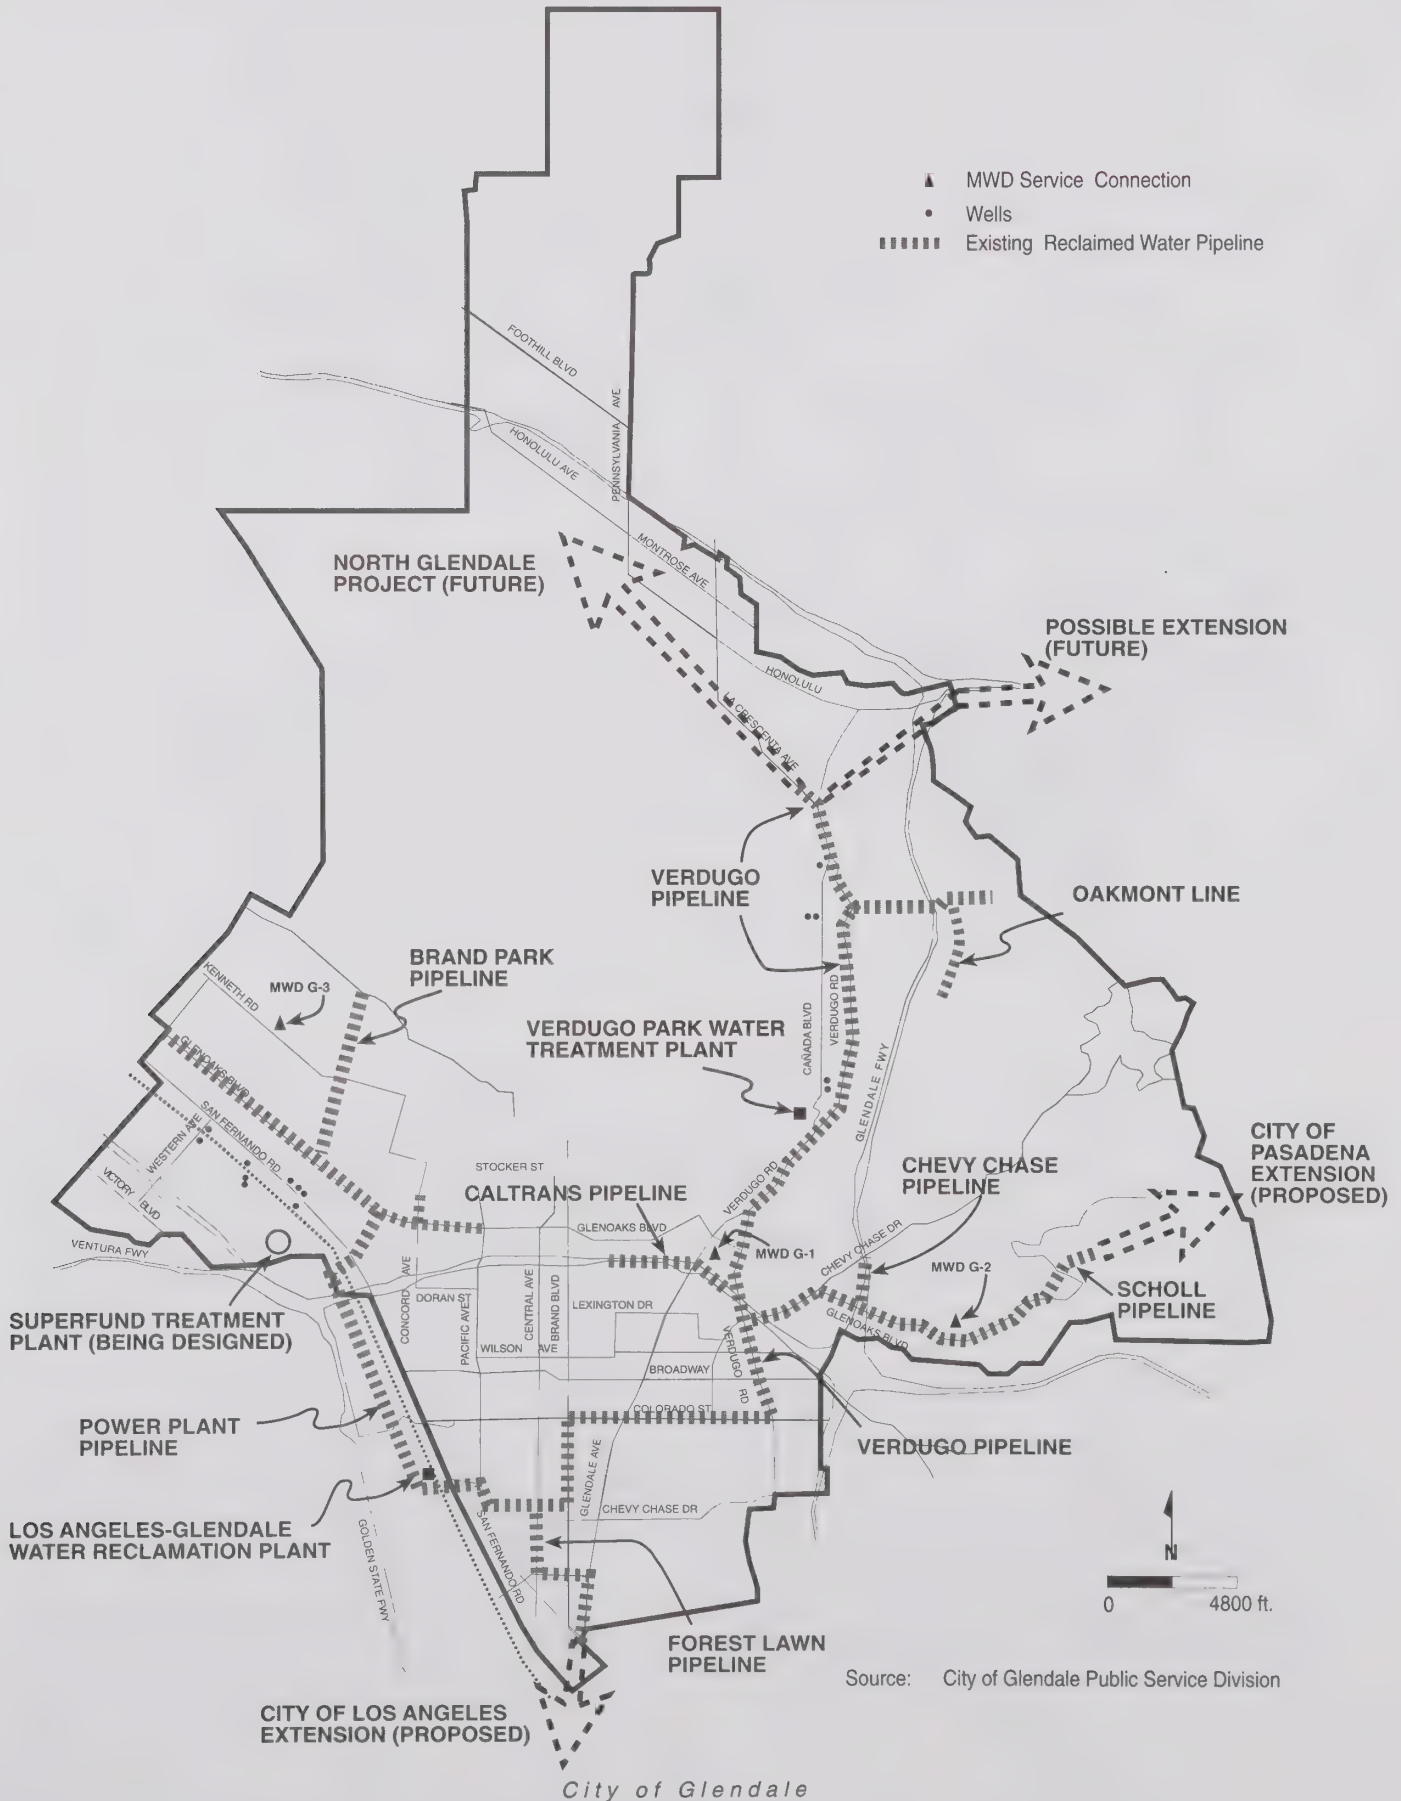 MWD Service Connection
Wells
Existing Reclaimed Water Pipeline
FOOTHILL BLVD
PENNSYLVANIA AVE
HONOLULU AVE
MONTROSE AVE
NORTH GLENDALE
PROJECT (FUTURE)
POSSIBLE EXTENSION
(FUTURE)
HONOLULU
LA CRESCENTA AVE
VERDUGO
PIPELINE
OAKMONT LINE
BRAND PARK
PIPELINE
KENNETH RD
MWD G-3
VERDUGO PARK WATER
TREATMENT PLANT
CAÑADA BLVD
VERDUGO RD
GLENDALE FWY
GLENOAKS BLVD
SAN FERNANDO RD
WESTERN AVE
VICTORY BLVD
VENTURA FWY
STOCKER ST
CALTRANS PIPELINE
VERDUGO RD
CHEVY CHASE
PIPELINE
CITY OF
PASADENA
EXTENSION
(PROPOSED)
GLENOAKS BLVD
MWD G-1
CHEVY CHASE DR
MWD G-2
SCHOLL
PIPELINE
SUPERFUND TREATMENT
PLANT (BEING DESIGNED)
CONCORD AVE
DORAN ST
PACIFIC AVE
CENTRAL AVE
BRAND BLVD
LEXINGTON DR
WILSON AVE
GLENOAKS BLVD
VERDUGO RD
BROADWAY
COLORADO ST
POWER PLANT
PIPELINE
VERDUGO PIPELINE
GLENDALE AVE
CHEVY CHASE DR
LOS ANGELES-GLENDALE
WATER RECLAMATION PLANT
GOLDEN STATE FWY
SAN FERNANDO RD
N
0 4800 ft.
FOREST LAWN
PIPELINE
Source: City of Glendale Public Service Division
CITY OF LOS ANGELES
EXTENSION (PROPOSED)
City of Glendale